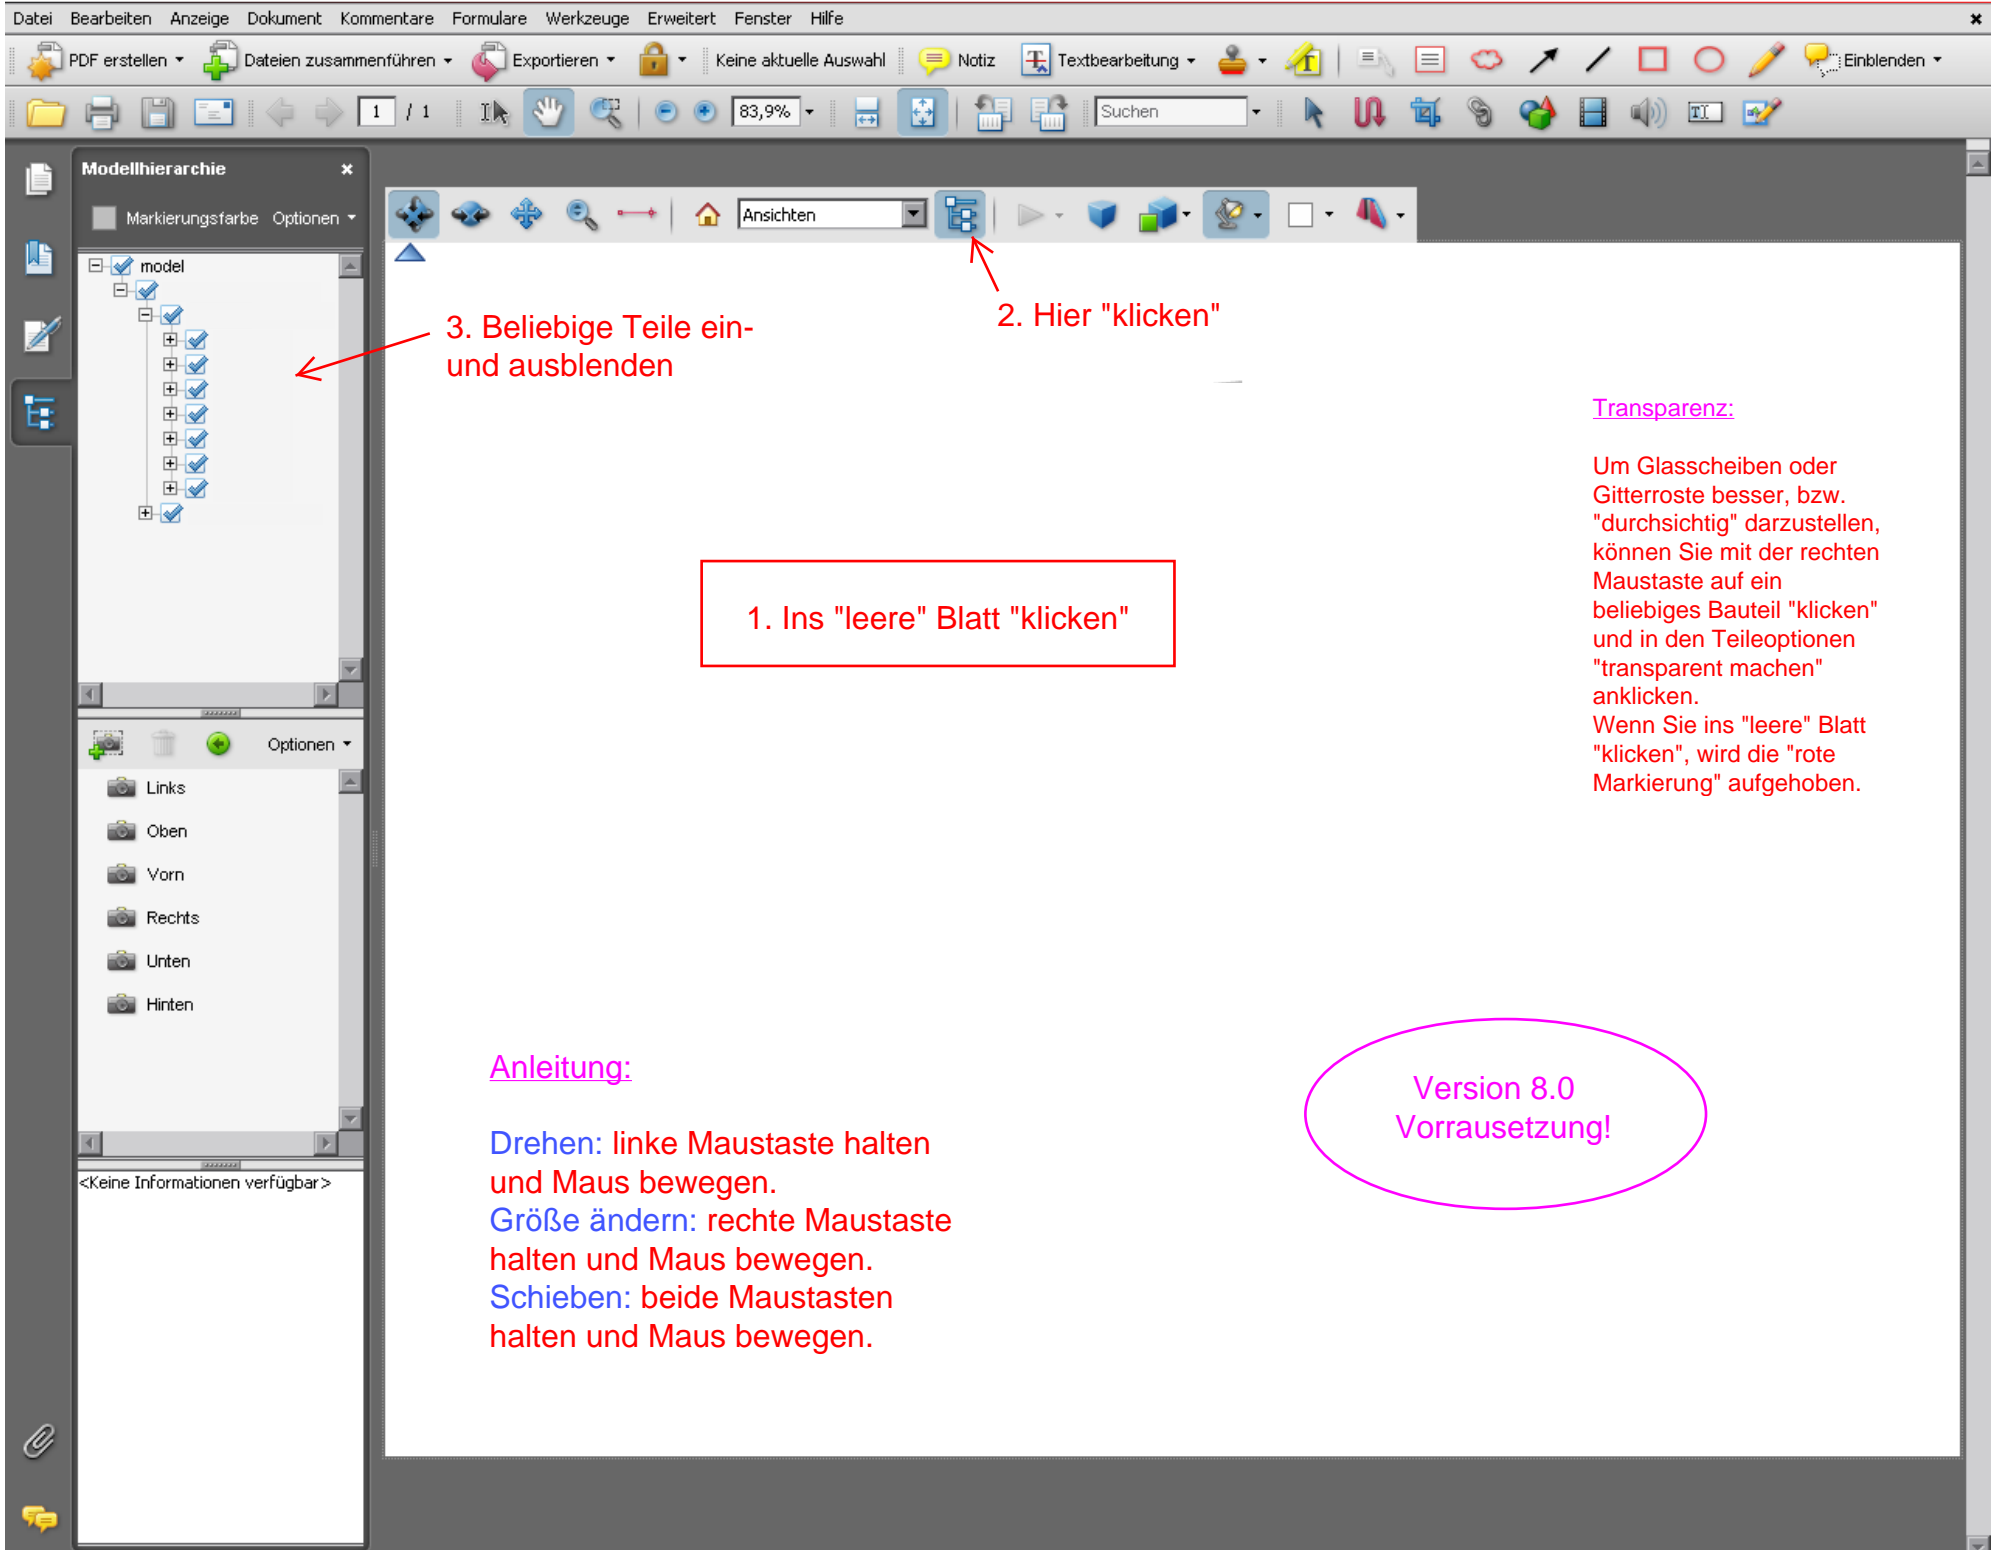 Datei Bearbeiten Anzeige Dokument Kommentare Formulare Werkzeuge Erweitert Fenster Hilfe
PDF erstellen Dateien zusammenführen Exportieren Keine aktuelle Auswahl Notiz Textbearbeitung Einblenden
1 / 1 83,9% Suchen
Modellhierarchie
Markierungsfarbe Optionen
Ansichten
model
2. Hier "klicken"
3. Beliebige Teile ein-
und ausblenden
Transparenz:
Um Glasscheiben oder
Gitterroste besser, bzw.
"durchsichtig" darzustellen,
können Sie mit der rechten
Maustaste auf ein
beliebiges Bauteil "klicken"
und in den Teileoptionen
"transparent machen"
anklicken.
Wenn Sie ins "leere" Blatt
"klicken", wird die "rote
Markierung" aufgehoben.
1. Ins "leere" Blatt "klicken"
Optionen
Links
Oben
Vorn
Rechts
Unten
Hinten
<Keine Informationen verfügbar>
Anleitung:
Drehen: linke Maustaste halten
und Maus bewegen.
Größe ändern: rechte Maustaste
halten und Maus bewegen.
Schieben: beide Maustasten
halten und Maus bewegen.
Version 8.0
Vorrausetzung!